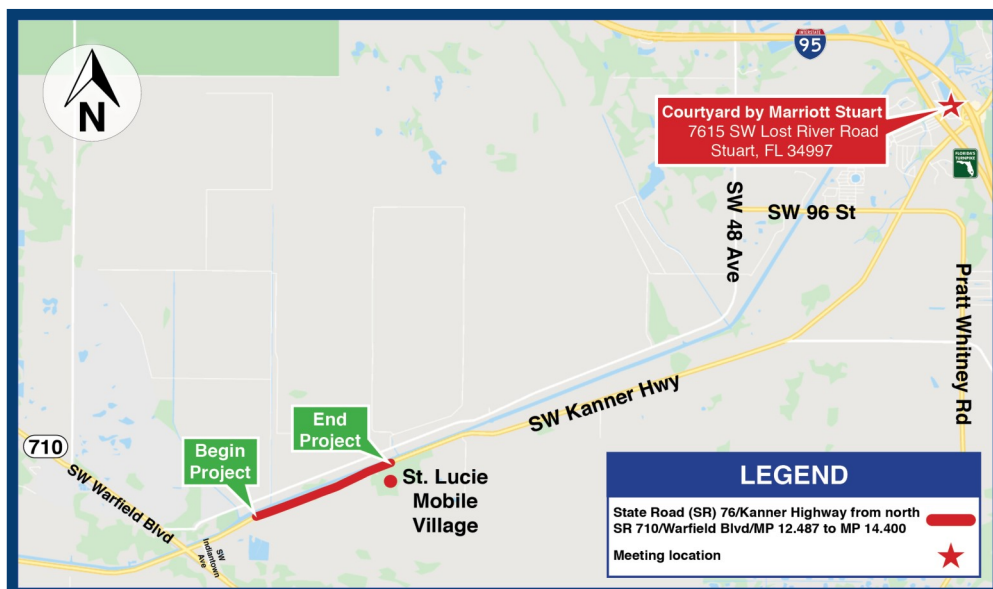 N
INTERSTATE
95
Courtyard by Marriott Stuart
7615 SW Lost River Road
Stuart, FL 34997
FLORIDA'S
TURNPIKE
SW 48 Ave
SW 96 St
Pratt Whitney Rd
SW Kanner Hwy
End
Project
Begin
Project
710
SW Warfield Blvd
SW
Indiantown
Ave
St. Lucie
Mobile
Village
LEGEND
State Road (SR) 76/Kanner Highway from north
SR 710/Warfield Blvd/MP 12.487 to MP 14.400
Meeting location